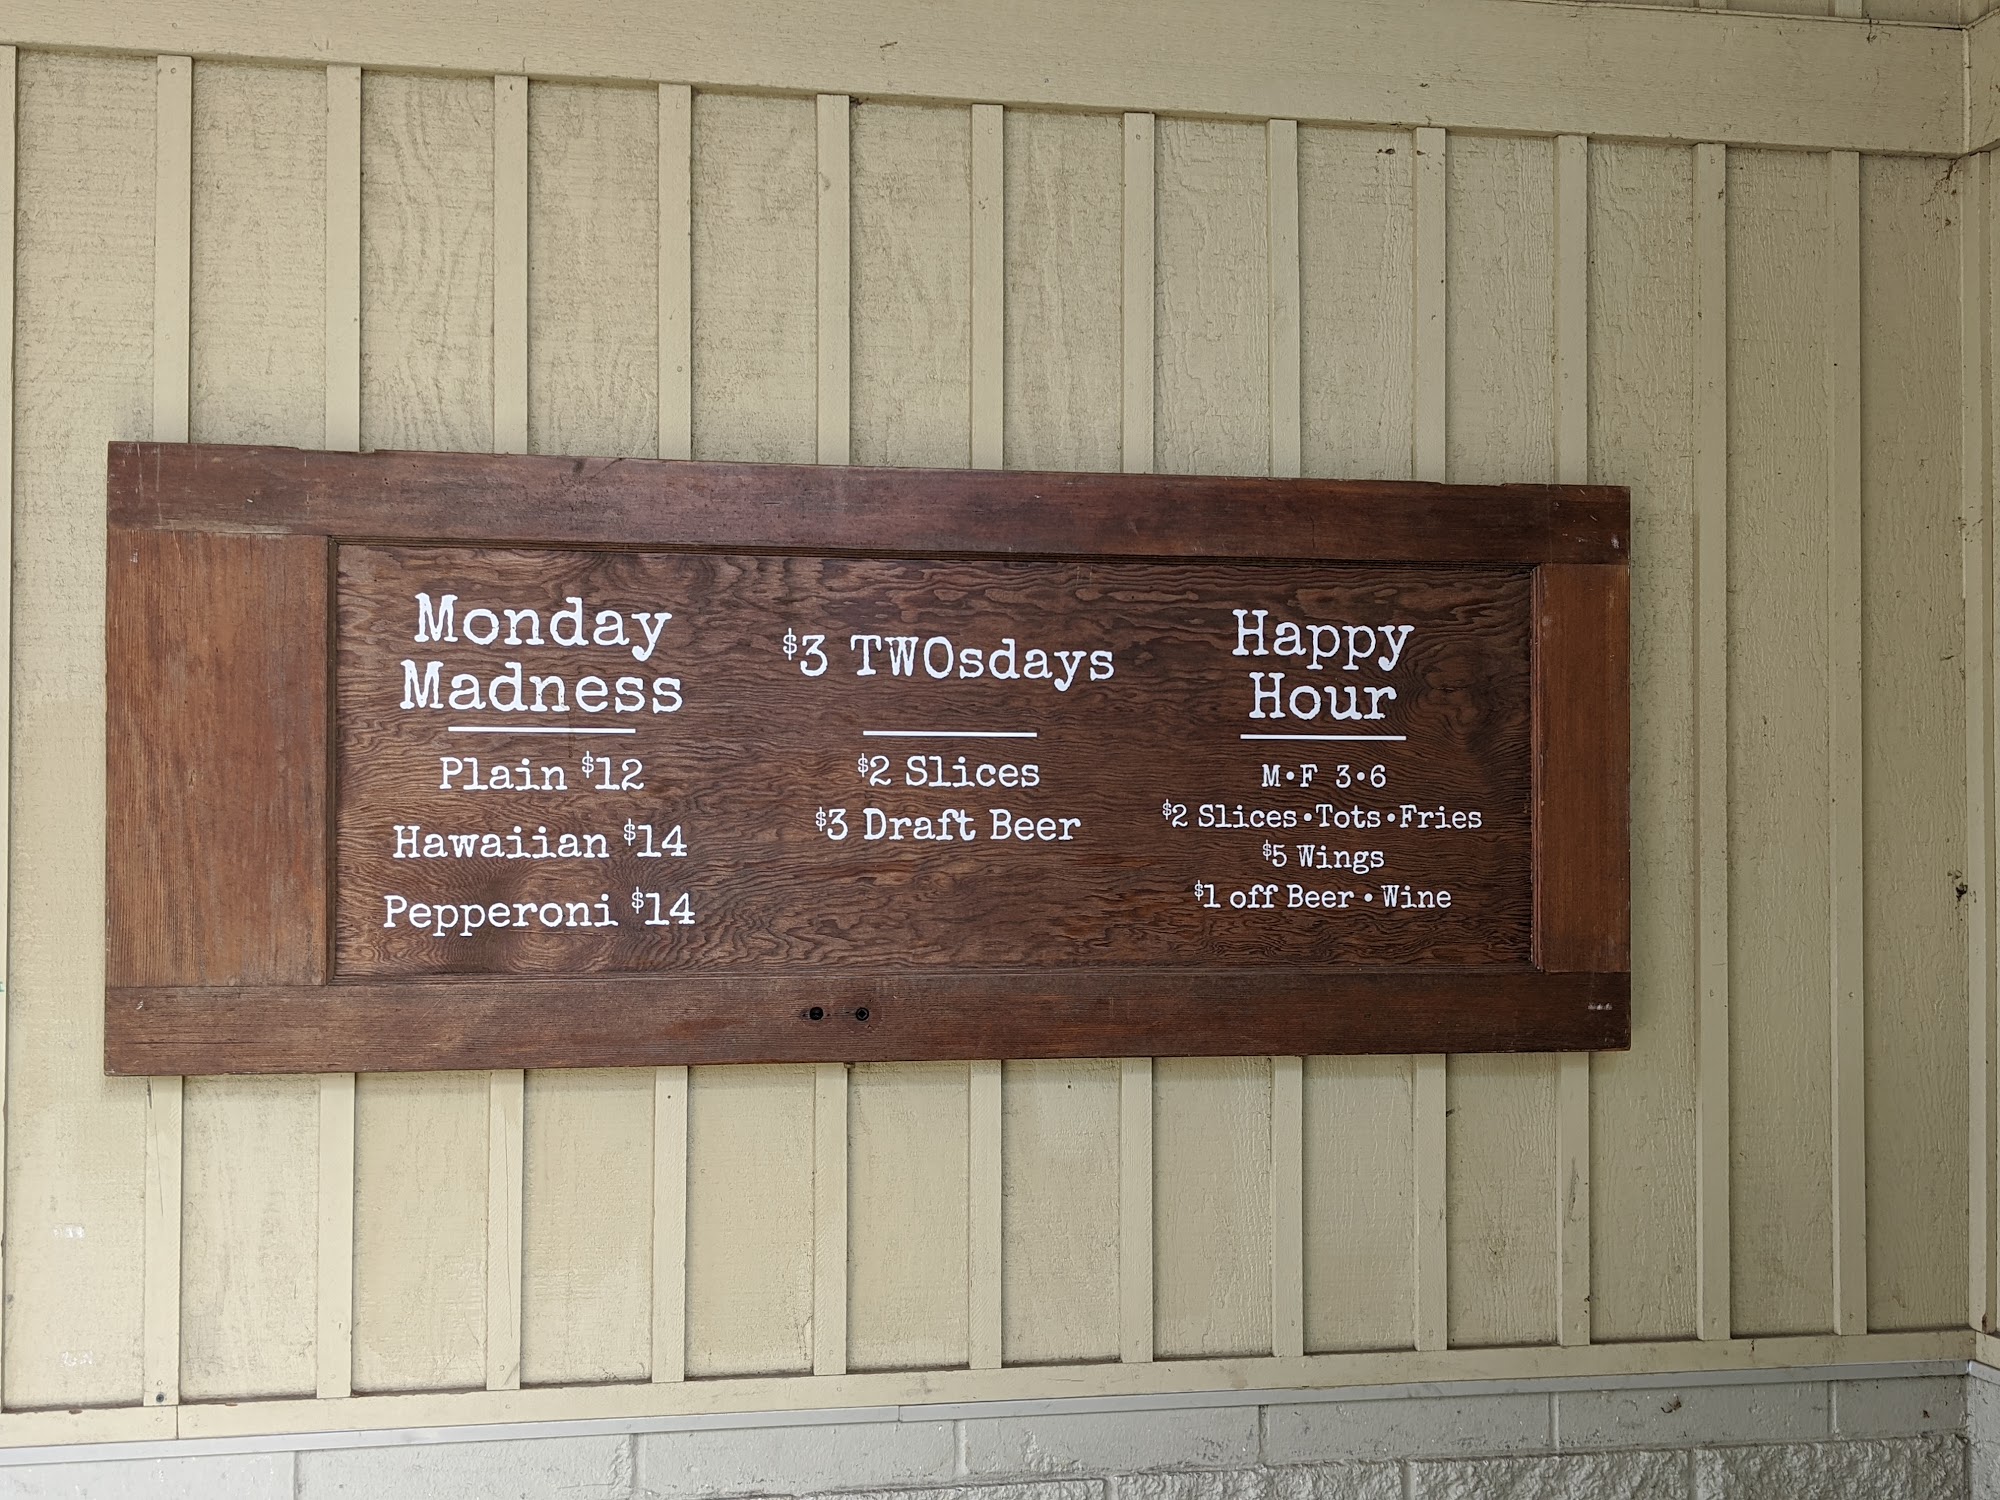 Monday
Madness
Plain $12
Hawaiian $14
Pepperoni $14
$3 TWOsdays
$2 Slices
$3 Draft Beer
Happy
Hour
M•F 3•6
$2 Slices•Tots•Fries
$5 Wings
$1 off Beer•Wine